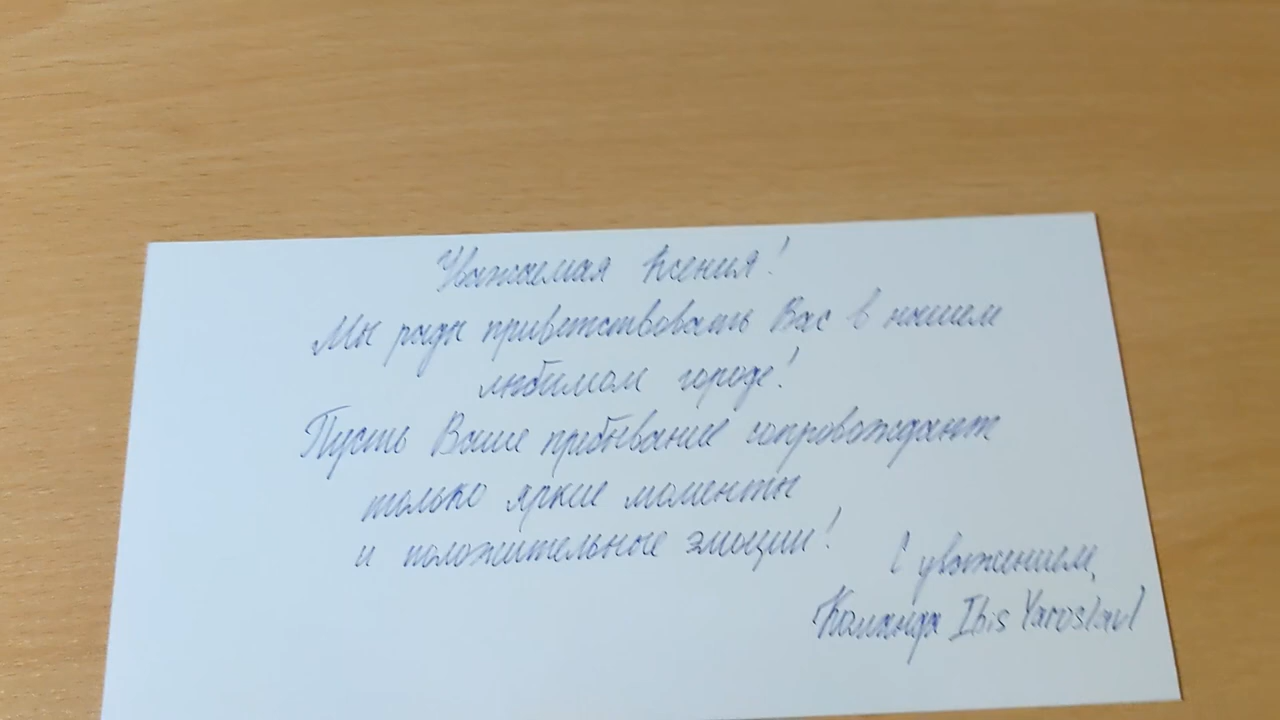 Уважаемая Ксения!
Мы рады приветствовать Вас в нашем
любимом городе!
Пусть Ваше пребывание сопровождают
только яркие моменты
и положительные эмоции!
С уважением,
Команда Ibis Yaroslavl